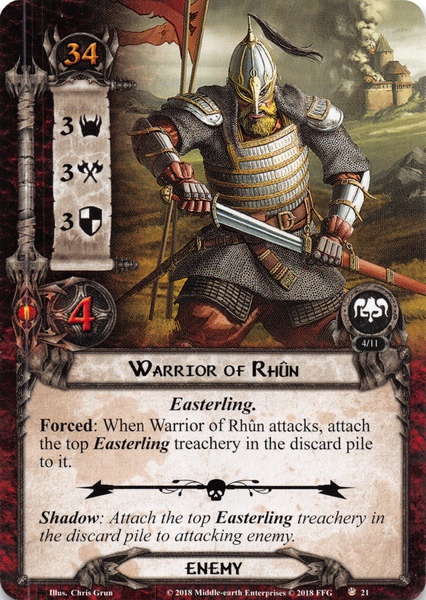 34
3
3
3
4
4/11
Warrior of Rhûn
Easterling.
Forced: When Warrior of Rhûn attacks, attach
the top Easterling treachery in the discard pile
to it.
Shadow: Attach the top Easterling treachery in
the discard pile to attacking enemy.
ENEMY
Illus. Chris Grun © 2018 Middle-earth Enterprises © 2018 FFG 21